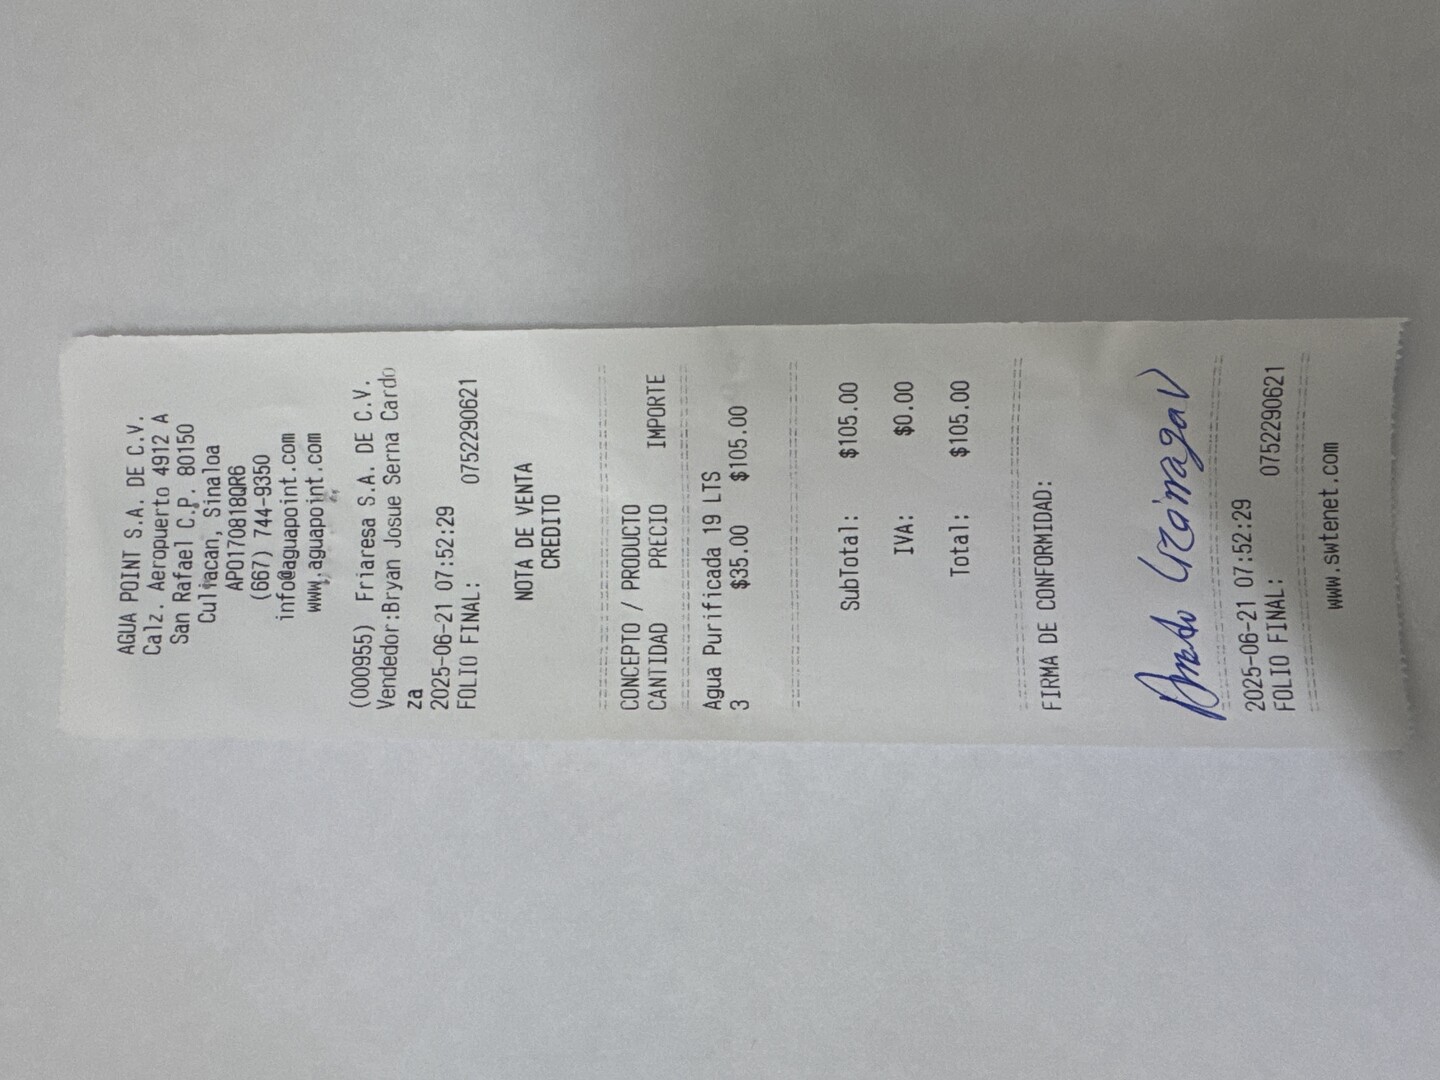 AGUA POINT S.A. DE C.V.
Calz. Aeropuerto 4912 A
San Rafael C.P. 80150
Culiacan, Sinaloa
APO170818QR6
(667) 744-9350
info@aguapoint.com
www.aguapoint.com
(000955) Friaresa S.A. DE C.V.
Vendedor:Bryan Josue Serna Cardo
za
2025-06-21 07:52:29
FOLIO FINAL: 0752290621
NOTA DE VENTA
CREDITO
CONCEPTO / PRODUCTO
CANTIDAD PRECIO IMPORTE
Agua Purificada 19 LTS
3 $35.00 $105.00
SubTotal: $105.00
IVA: $0.00
Total: $105.00
FIRMA DE CONFORMIDAD:
2025-06-21 07:52:29
FOLIO FINAL: 0752290621
www.swtenet.com